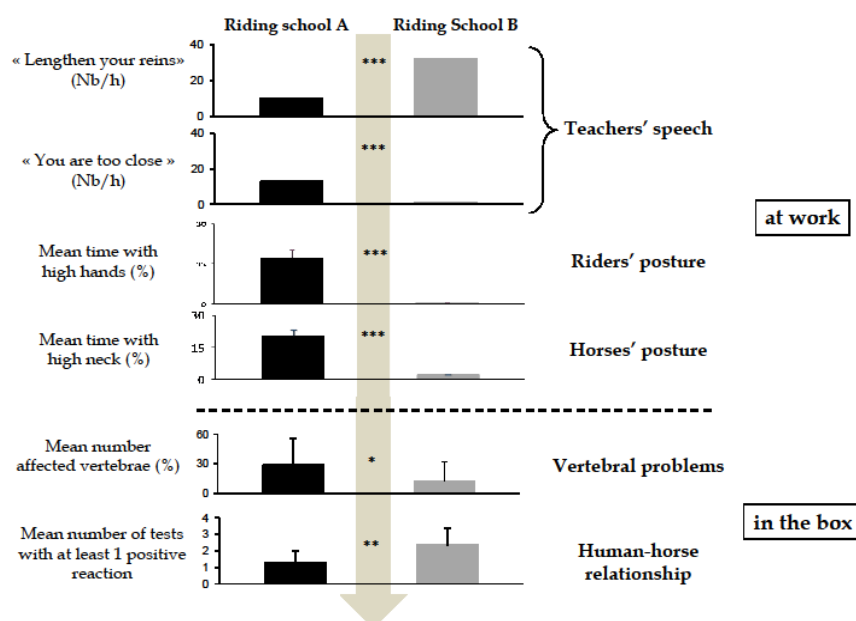 Riding school A
Riding School B
« Lengthen your reins»
(Nb/h)
40
20
0
***
Teachers' speech
« You are too close »
(Nb/h)
40
20
0
***
at work
Mean time with
high hands (%)
***
Riders' posture
Mean time with
high neck (%)
30
15
0
***
Horses' posture
Mean number
affected vertebrae (%)
60
30
0
*
Vertebral problems
in the box
Mean number of tests
with at least 1 positive
reaction
4
3
2
1
0
**
Human-horse
relationship